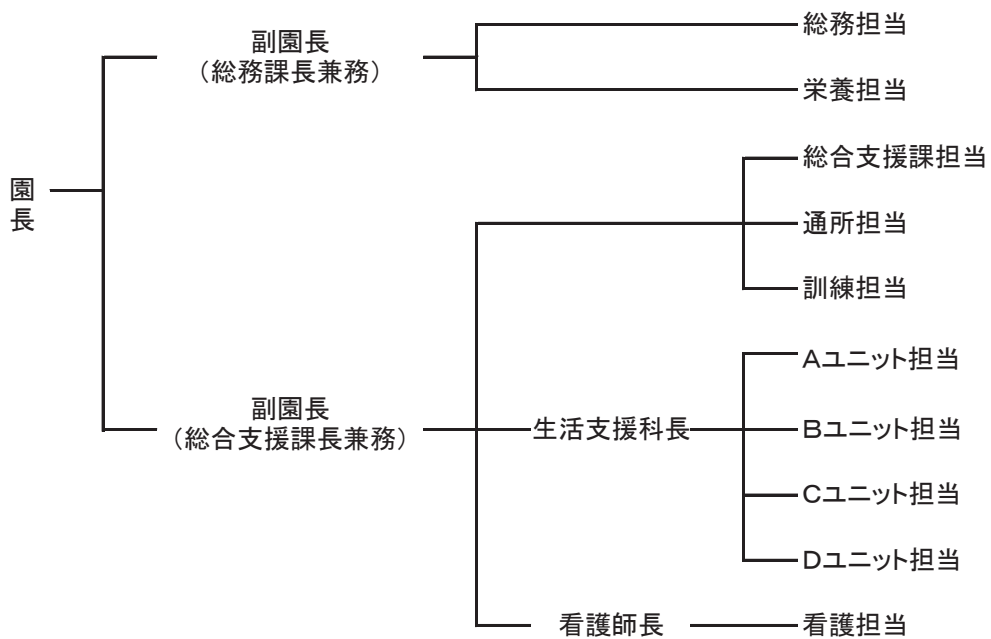 園
長
副園長
（総務課長兼務）
総務担当
栄養担当
副園長
（総合支援課長兼務）
総合支援課担当
通所担当
訓練担当
生活支援科長
Aユニット担当
Bユニット担当
Cユニット担当
Dユニット担当
看護師長
看護担当